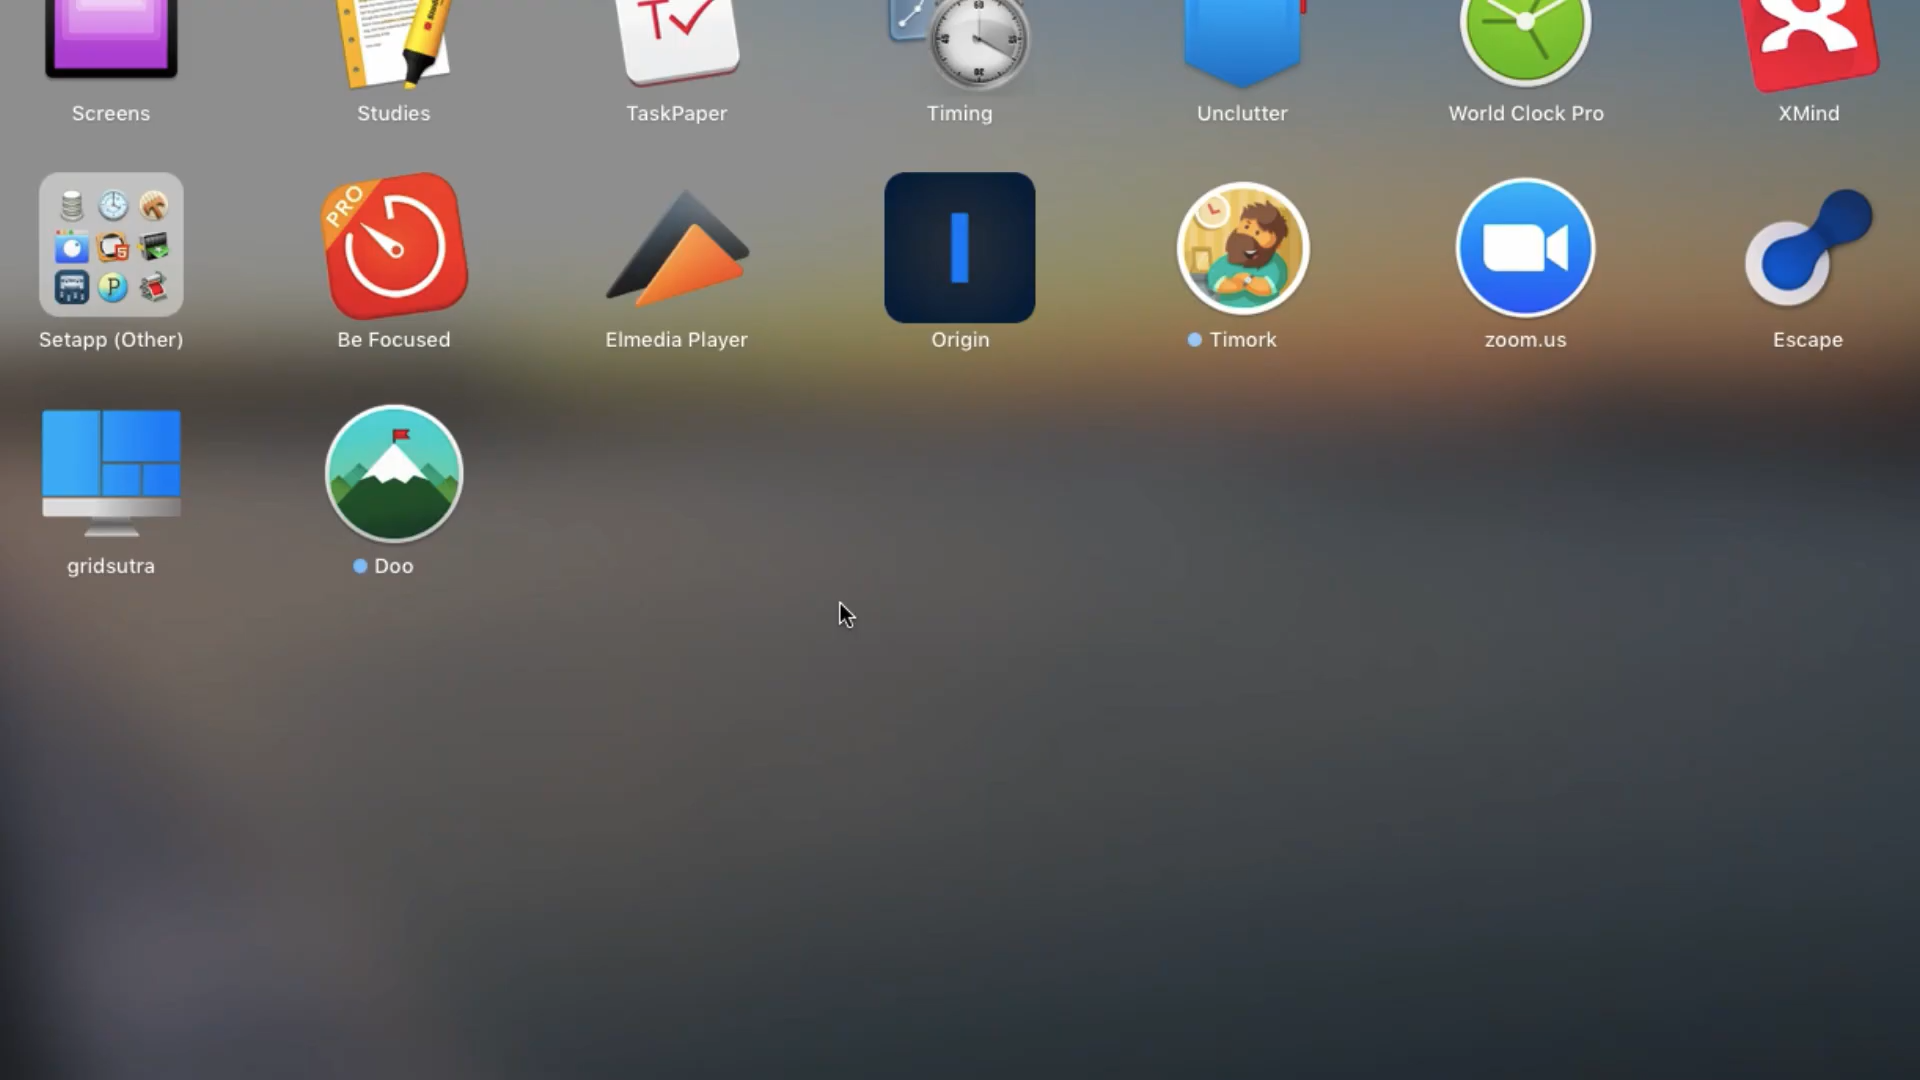 Screens
Studies
TaskPaper
Timing
Unclutter
World Clock Pro
XMind
PRO
Setapp (Other)
Be Focused
Elmedia Player
Origin
Timork
zoom.us
Escape
gridsutra
Doo